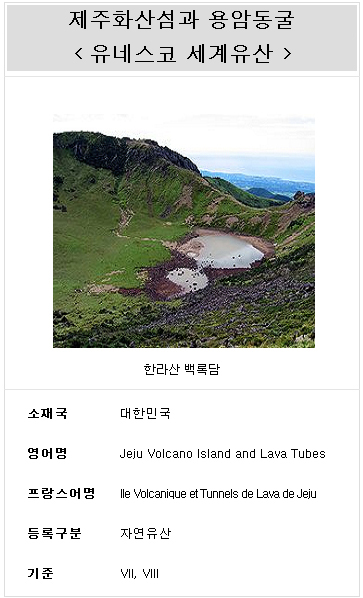 제주화산섬과 용암동굴
< 유네스코 세계유산 >
한라산 백록담
소재국 대한민국
영어명 Jeju Volcano Island and Lava Tubes
프랑스어명 Ile Volcanique et Tunnels de Lava de Jeju
등록구분 자연유산
기준 VII, VIII